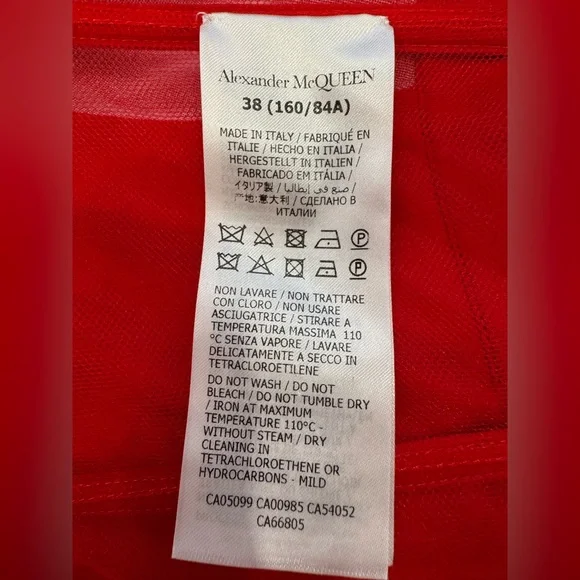 Alexander McQUEEN
38 (160/84A)
MADE IN ITALY / FABRIQUÉ EN
ITALIE / HECHO EN ITALIA /
HERGESTELLT IN ITALIEN /
FABRICADO EM ITÁLIA /
イタリア製 / صنع في إيطاليا /
产地:意大利 / СДЕЛАНО В
ИТАЛИИ
P
P
NON LAVARE / NON TRATTARE
CON CLORO / NON USARE
ASCIUGATRICE / STIRARE A
TEMPERATURA MASSIMA 110
°C SENZA VAPORE / LAVARE
DELICATAMENTE A SECCO IN
TETRACLOROETILENE
DO NOT WASH / DO NOT
BLEACH / DO NOT TUMBLE DRY
/ IRON AT MAXIMUM
TEMPERATURE 110°C -
WITHOUT STEAM / DRY
CLEANING IN
TETRACHLOROETHENE OR
HYDROCARBONS - MILD
CA05099 CA00985 CA54052
CA66805